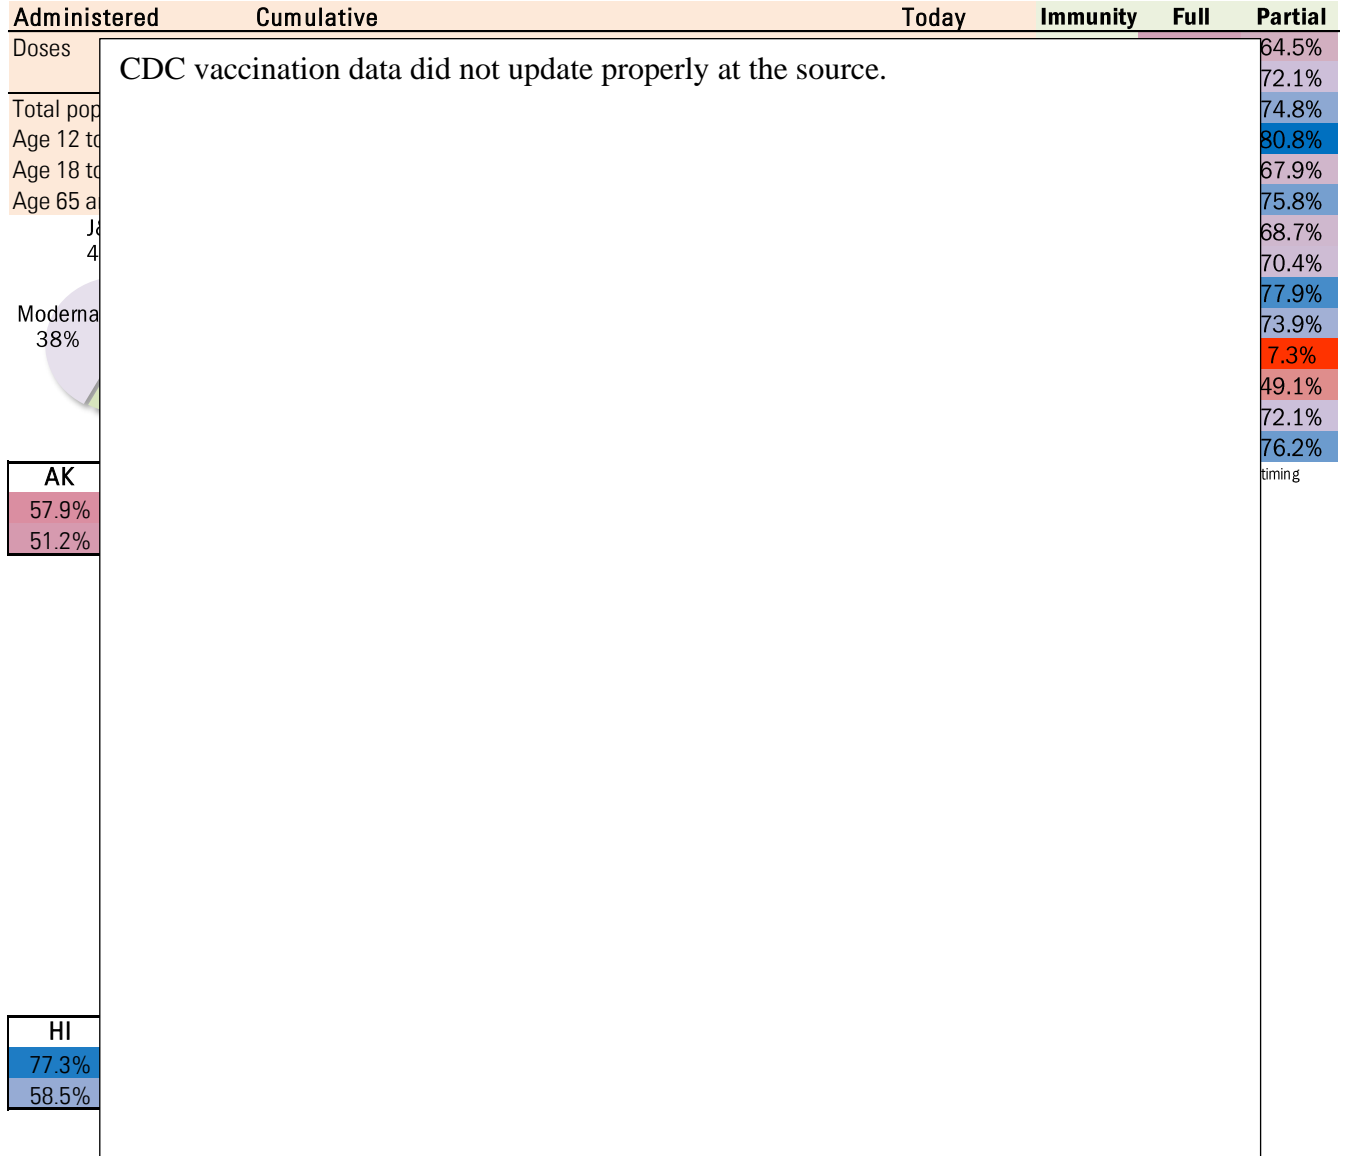 Administered Cumulative Today Immunity Full Partial
Doses 64.5%
CDC vaccination data did not update properly at the source.
72.1%
Total pop 74.8%
Age 12 to 80.8%
Age 18 to 67.9%
Age 65 a 75.8%
J& 68.7%
4 70.4%
77.9%
Moderna 73.9%
38% 7.3%
49.1%
72.1%
76.2%
AK timing
57.9%
51.2%
HI
77.3%
58.5%